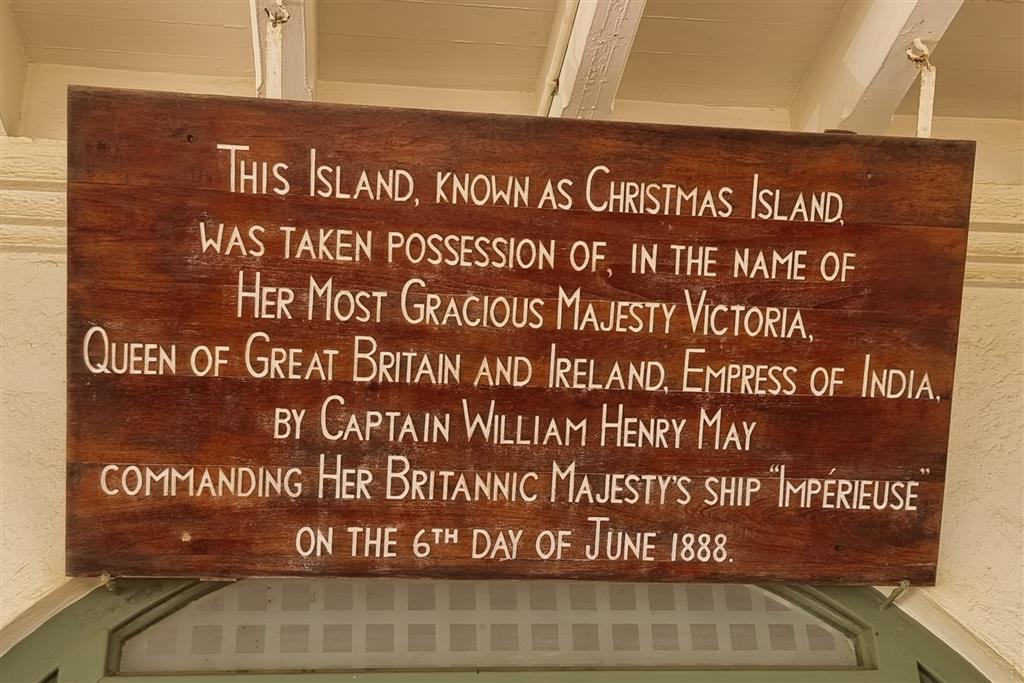 This Island, known as Christmas Island,
was taken possession of, in the name of
Her Most Gracious Majesty Victoria,
Queen of Great Britain and Ireland, Empress of India,
by Captain William Henry May
commanding Her Britannic Majesty's ship "Impérieuse"
on the 6th day of June 1888.